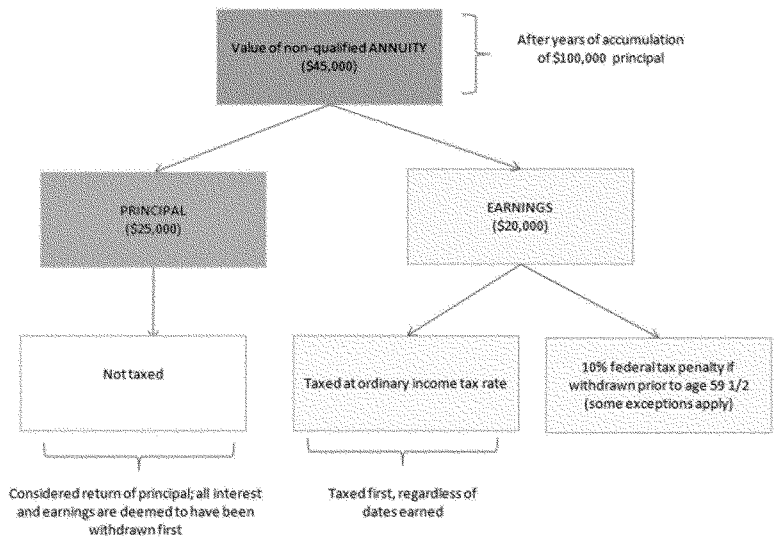 Value of non-qualified ANNUITY
($45,000)
After years of accumulation
of $100,000 principal
PRINCIPAL
($25,000)
EARNINGS
($20,000)
Not taxed
Taxed at ordinary income tax rate
10% federal tax penalty if
withdrawn prior to age 59 1/2
(some exceptions apply)
Considered return of principal; all interest
and earnings are deemed to have been
withdrawn first
Taxed first, regardless of
dates earned